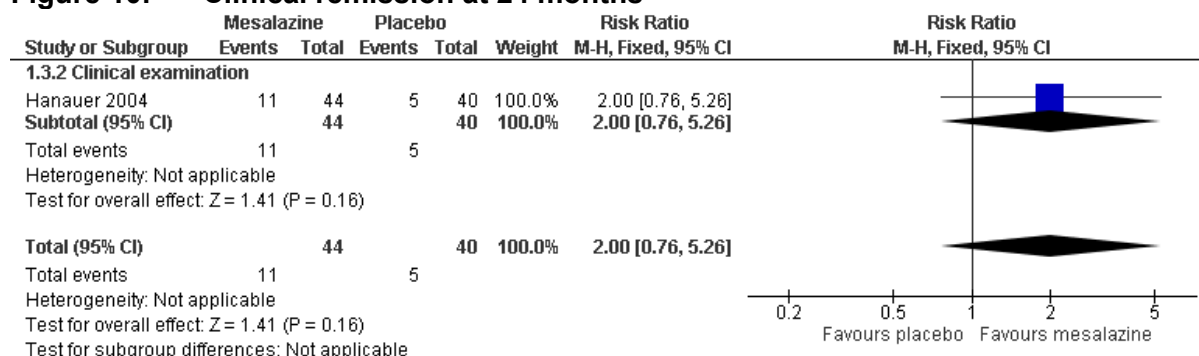 Figure 10: Clinical remission at 24 months
Mesalazine Placebo Risk Ratio Risk Ratio
Study or Subgroup Events Total Events Total Weight M-H, Fixed, 95% CI M-H, Fixed, 95% CI
1.3.2 Clinical examination
Hanauer 2004 11 44 5 40 100.0% 2.00 [0.76, 5.26]
Subtotal (95% CI) 44 40 100.0% 2.00 [0.76, 5.26]
Total events 11 5
Heterogeneity: Not applicable
Test for overall effect: Z = 1.41 (P = 0.16)
Total (95% CI) 44 40 100.0% 2.00 [0.76, 5.26]
Total events 11 5
Heterogeneity: Not applicable
Test for overall effect: Z = 1.41 (P = 0.16)
Test for subgroup differences: Not applicable
0.2 0.5 1 2 5
Favours placebo Favours mesalazine